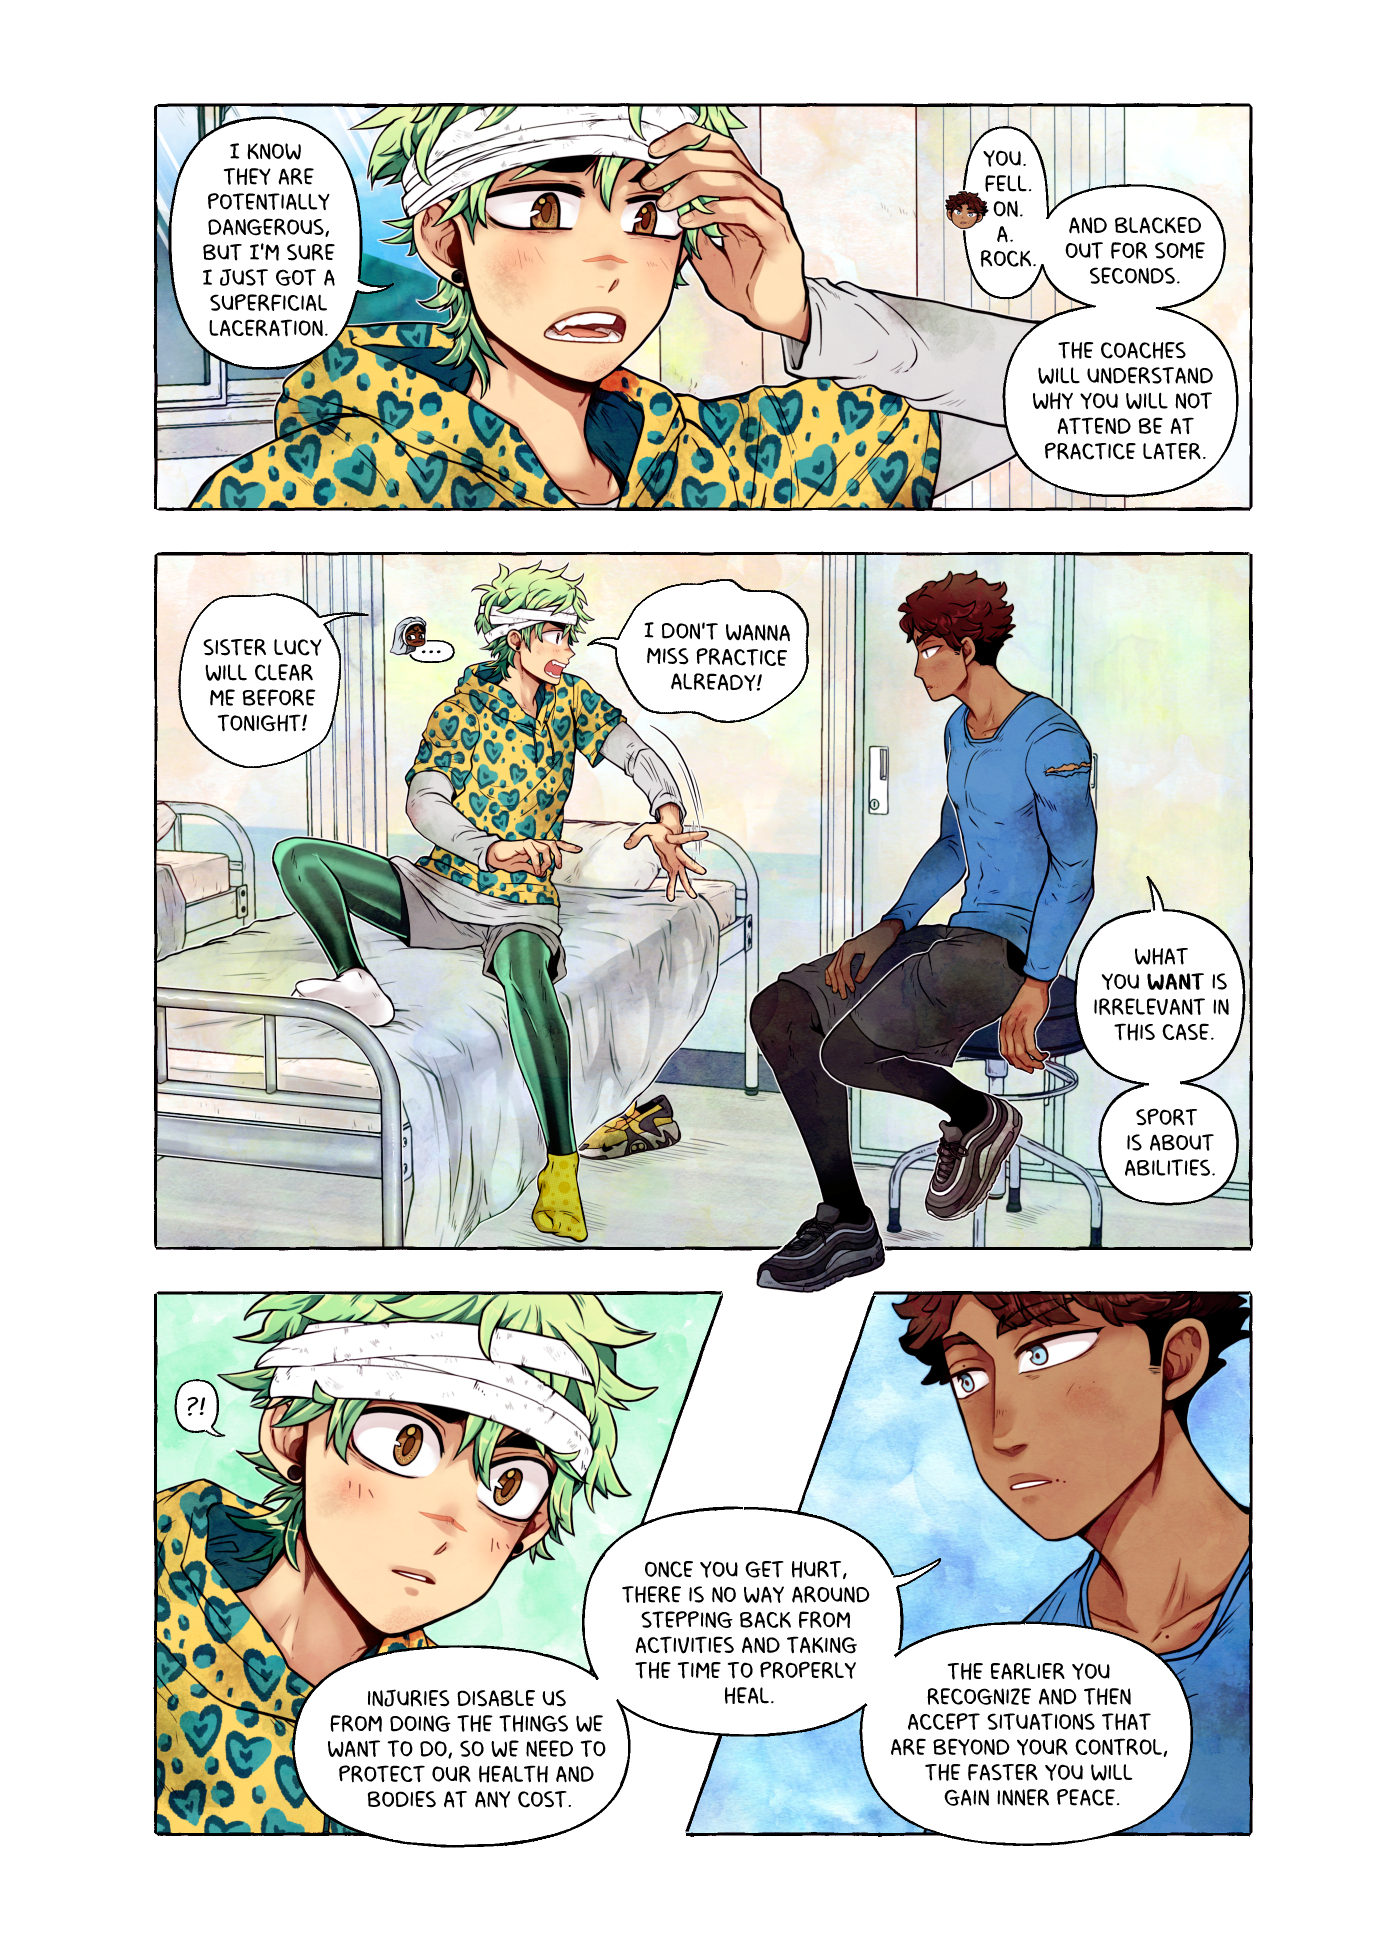 I KNOW
THEY ARE
POTENTIALLY
DANGEROUS,
BUT I'M SURE
I JUST GOT A
SUPERFICIAL
LACERATION.
YOU.
FELL.
ON.
A.
ROCK.
AND BLACKED
OUT FOR SOME
SECONDS.
THE COACHES
WILL UNDERSTAND
WHY YOU WILL NOT
ATTEND BE AT
PRACTICE LATER.
SISTER LUCY
WILL CLEAR
ME BEFORE
TONIGHT!
...
I DON'T WANNA
MISS PRACTICE
ALREADY!
WHAT
YOU WANT IS
IRRELEVANT IN
THIS CASE.
SPORT
IS ABOUT
ABILITIES.
?!
INJURIES DISABLE US
FROM DOING THE THINGS WE
WANT TO DO, SO WE NEED TO
PROTECT OUR HEALTH AND
BODIES AT ANY COST.
ONCE YOU GET HURT,
THERE IS NO WAY AROUND
STEPPING BACK FROM
ACTIVITIES AND TAKING
THE TIME TO PROPERLY
HEAL.
THE EARLIER YOU
RECOGNIZE AND THEN
ACCEPT SITUATIONS THAT
ARE BEYOND YOUR CONTROL,
THE FASTER YOU WILL
GAIN INNER PEACE.